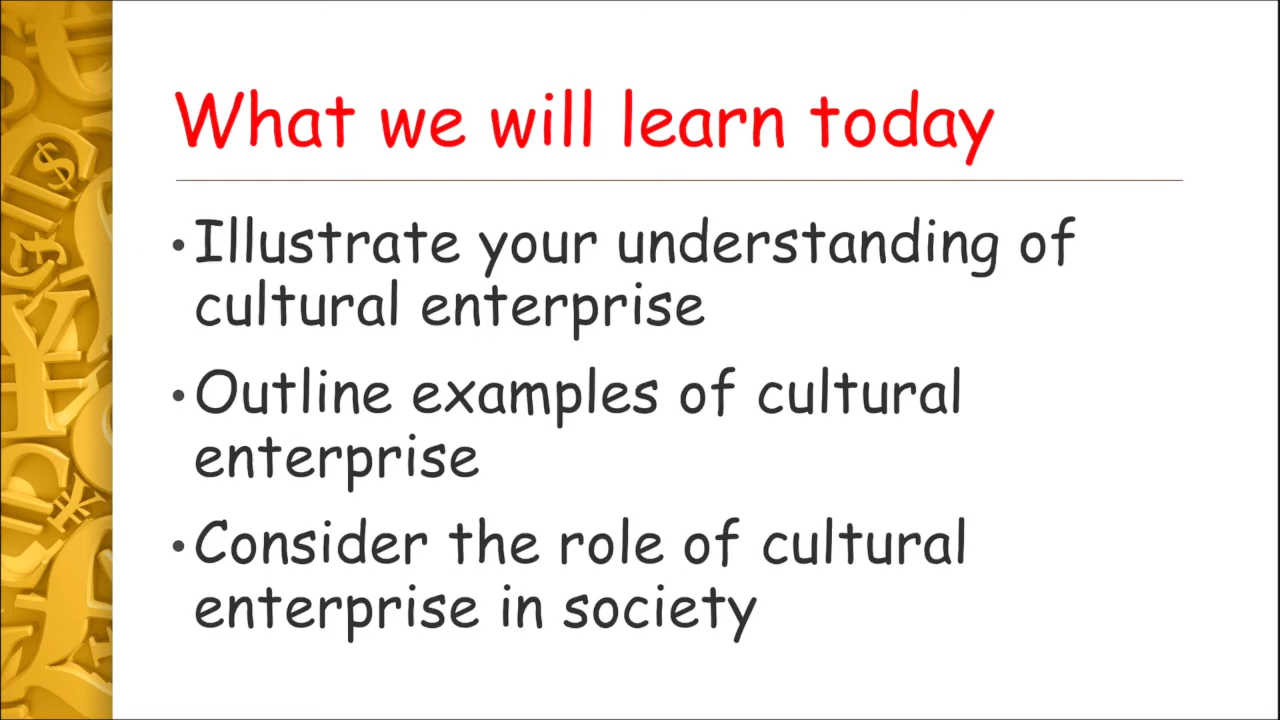 What we will learn today
•Illustrate your understanding of
cultural enterprise
•Outline examples of cultural
enterprise
•Consider the role of cultural
enterprise in society